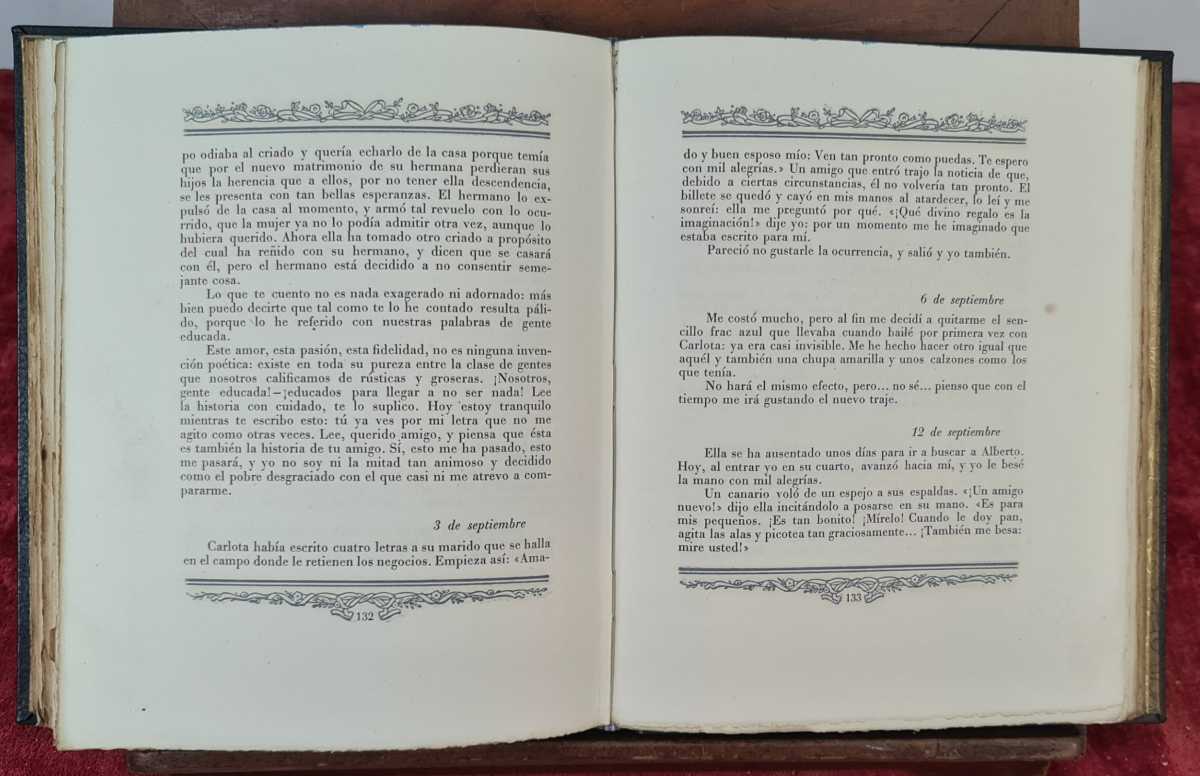 po odiaba al criado y quería echarlo de la casa porque temía
que por el nuevo matrimonio de su hermana perdieran sus
hijos la herencia que a ellos, por no tener ella descendencia,
se les presenta con tan bellas esperanzas. El hermano lo ex-
pulsó de la casa al momento, y armó tal revuelo con lo ocu-
rrido, que la mujer ya no lo podía admitir otra vez, aunque lo
hubiera querido. Ahora ella ha tomado otro criado a propósito
del cual ha reñido con su hermano, y dicen que se casará
con él, pero el hermano está decidido a no consentir seme-
jante cosa.
Lo que te cuento no es nada exagerado ni adornado: más
bien puedo decirte que tal como te lo he contado resulta páli-
do, porque lo he referido con nuestras palabras de gente
educada.
Este amor, esta pasión, esta fidelidad, no es ninguna inven-
ción poética: existe en toda su pureza entre la clase de gentes
que nosotros calificamos de rústicas y groseras. ¡Nosotros,
gente educada!—¡educados para llegar a no ser nada! Lee
la historia con cuidado, te lo suplico. Hoy estoy tranquilo
mientras te escribo esto: tú ya ves por mi letra que no me
agito como otras veces. Lee, querido amigo, y piensa que ésta
es también la historia de tu amigo. Sí, esto me ha pasado, esto
me pasará, y yo no soy ni la mitad tan animoso y decidido
como el pobre desgraciado con el que casi ni me atrevo a com-
pararme.
3 de septiembre
Carlota había escrito cuatro letras a su marido que se halla
en el campo donde le retienen los negocios. Empieza así: «Ama-
132
do y buen esposo mío: Ven tan pronto como puedas. Te espero
con mil alegrías.» Un amigo que entró trajo la noticia de que,
debido a ciertas circunstancias, él no volvería tan pronto. El
billete se quedó y cayó en mis manos al atardecer, lo leí y me
sonreí: ella me preguntó por qué. «¡Qué divino regalo es la
imaginación!» dije yo: por un momento me he imaginado que
estaba escrito para mí.
Pareció no gustarle la ocurrencia, y salió y yo también.
6 de septiembre
Me costó mucho, pero al fin me decidí a quitarme el sen-
cillo frac azul que llevaba cuando bailé por primera vez con
Carlota: ya era casi invisible. Me he hecho hacer otro igual que
aquél y también una chupa amarilla y unos calzones como los
que tenía.
No hará el mismo efecto, pero... no sé... pienso que con el
tiempo me irá gustando el nuevo traje.
12 de septiembre
Ella se ha ausentado unos días para ir a buscar a Alberto.
Hoy, al entrar yo en su cuarto, avanzó hacia mí, y yo le besé
la mano con mil alegrías.
Un canario voló de un espejo a sus espaldas. «¡Un amigo
nuevo!» dijo ella incitándolo a posarse en su mano. «Es para
mis pequeños. ¡Es tan bonito! ¡Mírelo! Cuando le doy pan,
agita las alas y picotea tan graciosamente... ¡También me besa:
mire usted!»
133